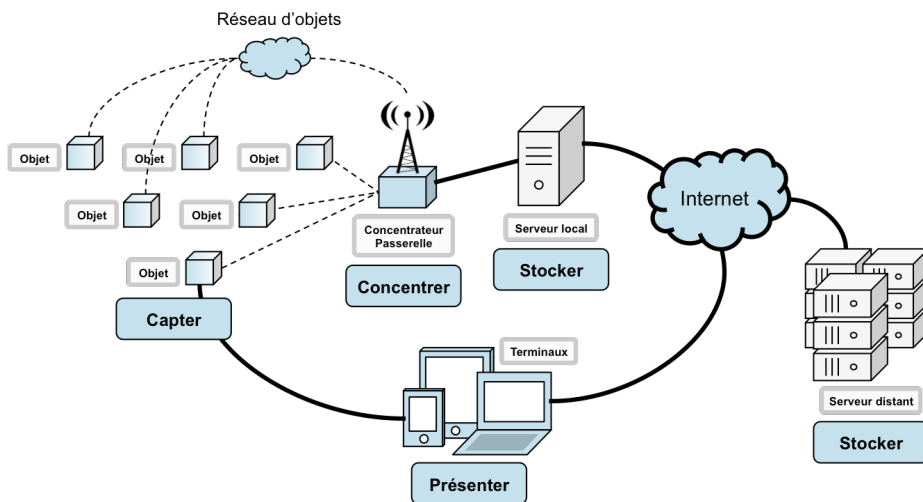 Réseau d'objets
Objet
Objet
Objet
Objet
Objet
Objet
Capter
Concentrateur
Passerelle
Concentrer
Serveur local
Stocker
Internet
Serveur distant
Stocker
Terminaux
Présenter